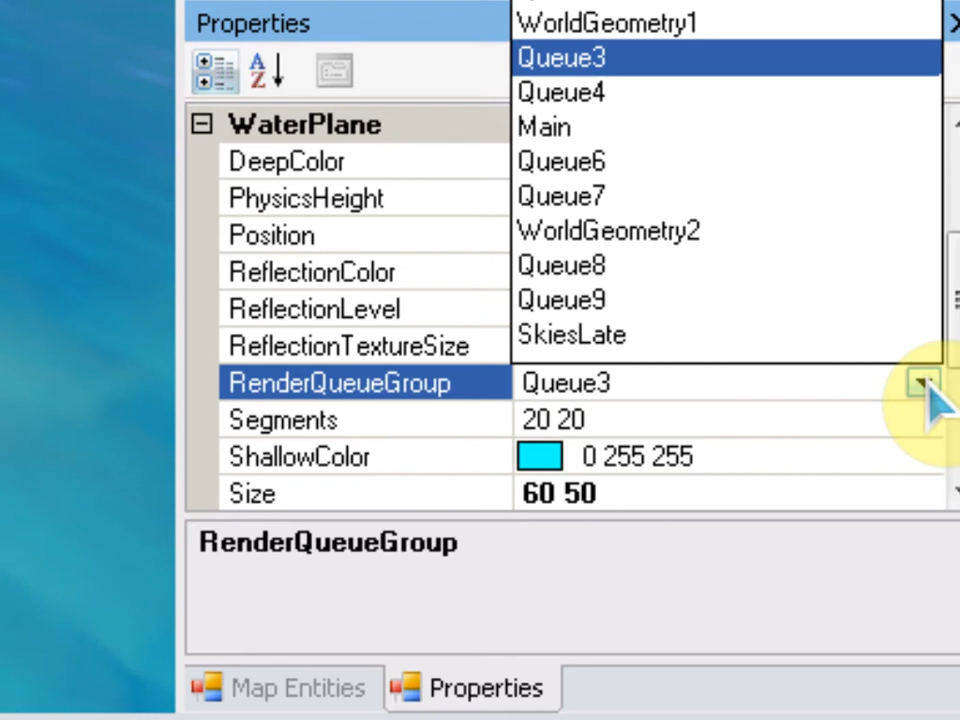 Properties
WorldGeometry1
Queue3
A
Z
Queue4
WaterPlane
Main
DeepColor
Queue6
PhysicsHeight
Queue7
Position
WorldGeometry2
ReflectionColor
Queue8
ReflectionLevel
Queue9
ReflectionTextureSize
SkiesLate
RenderQueueGroup Queue3
Segments 20 20
ShallowColor 0 255 255
Size 60 50
RenderQueueGroup
Map Entities Properties